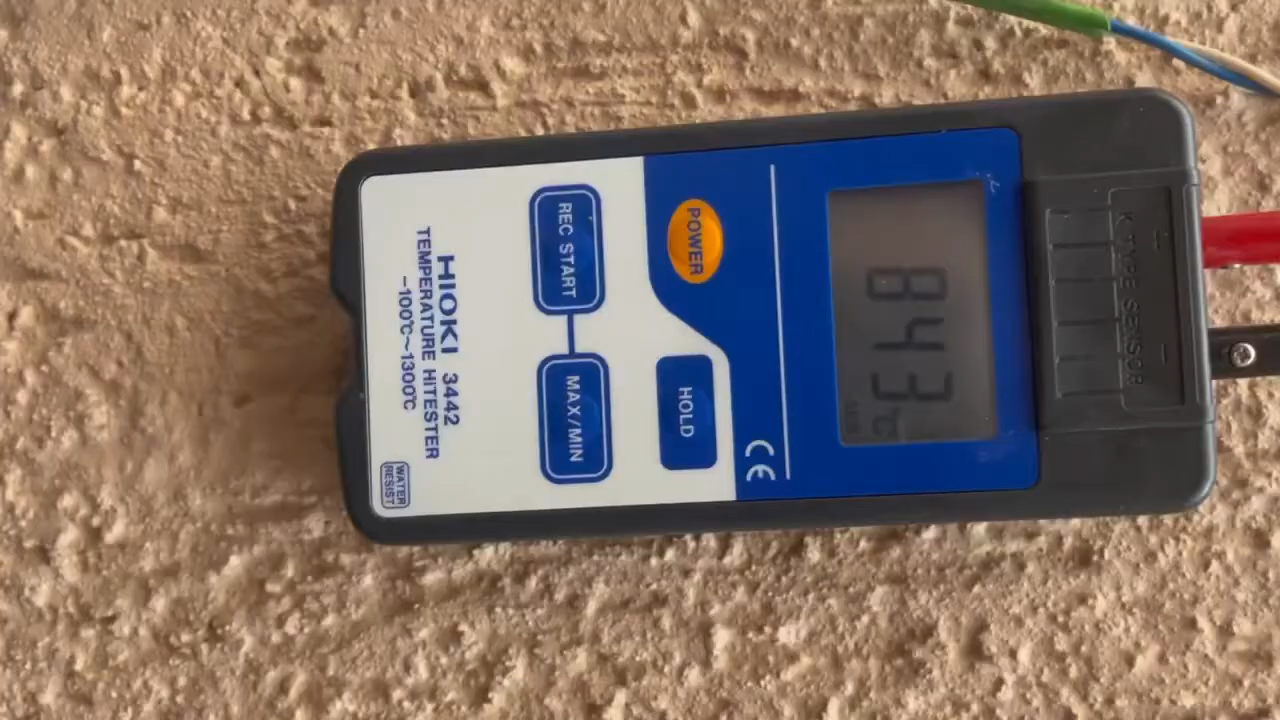 K TYPE SENSOR
843 °C
POWER
HOLD
CE
REC START
MAX/MIN
HIOKI 3442
TEMPERATURE HITESTER
-100℃~1300℃
WATER
RESIST